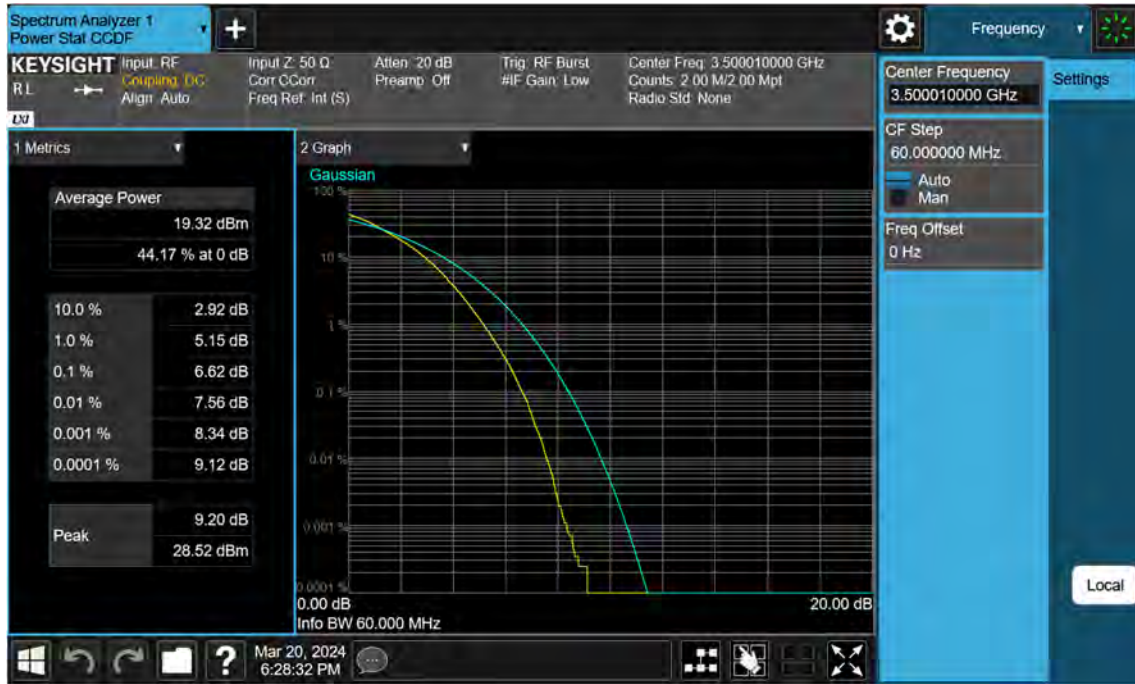 Spectrum Analyzer 1
Power Stat CCDF
Frequency
KEYSIGHT
RL
LXI
Input: RF
Coupling: DC
Align: Auto
Input Z: 50 Ω
Corr CCorr
Freq Ref: Int (S)
Atten: 20 dB
Preamp: Off
Trig: RF Burst
#IF Gain: Low
Center Freq: 3.500010000 GHz
Counts: 2.00 M/2.00 Mpt
Radio Std: None
Center Frequency
3.500010000 GHz
Settings
CF Step
60.000000 MHz
Auto
Man
Freq Offset
0 Hz
1 Metrics
Average Power
19.32 dBm
44.17 % at 0 dB
10.0 % 2.92 dB
1.0 % 5.15 dB
0.1 % 6.62 dB
0.01 % 7.56 dB
0.001 % 8.34 dB
0.0001 % 9.12 dB
Peak
9.20 dB
28.52 dBm
2 Graph
Gaussian
100 %
10 %
1 %
0.1 %
0.01 %
0.001 %
0.0001 %
0.00 dB 20.00 dB
Info BW 60.000 MHz
Local
?
Mar 20, 2024
6:28:32 PM